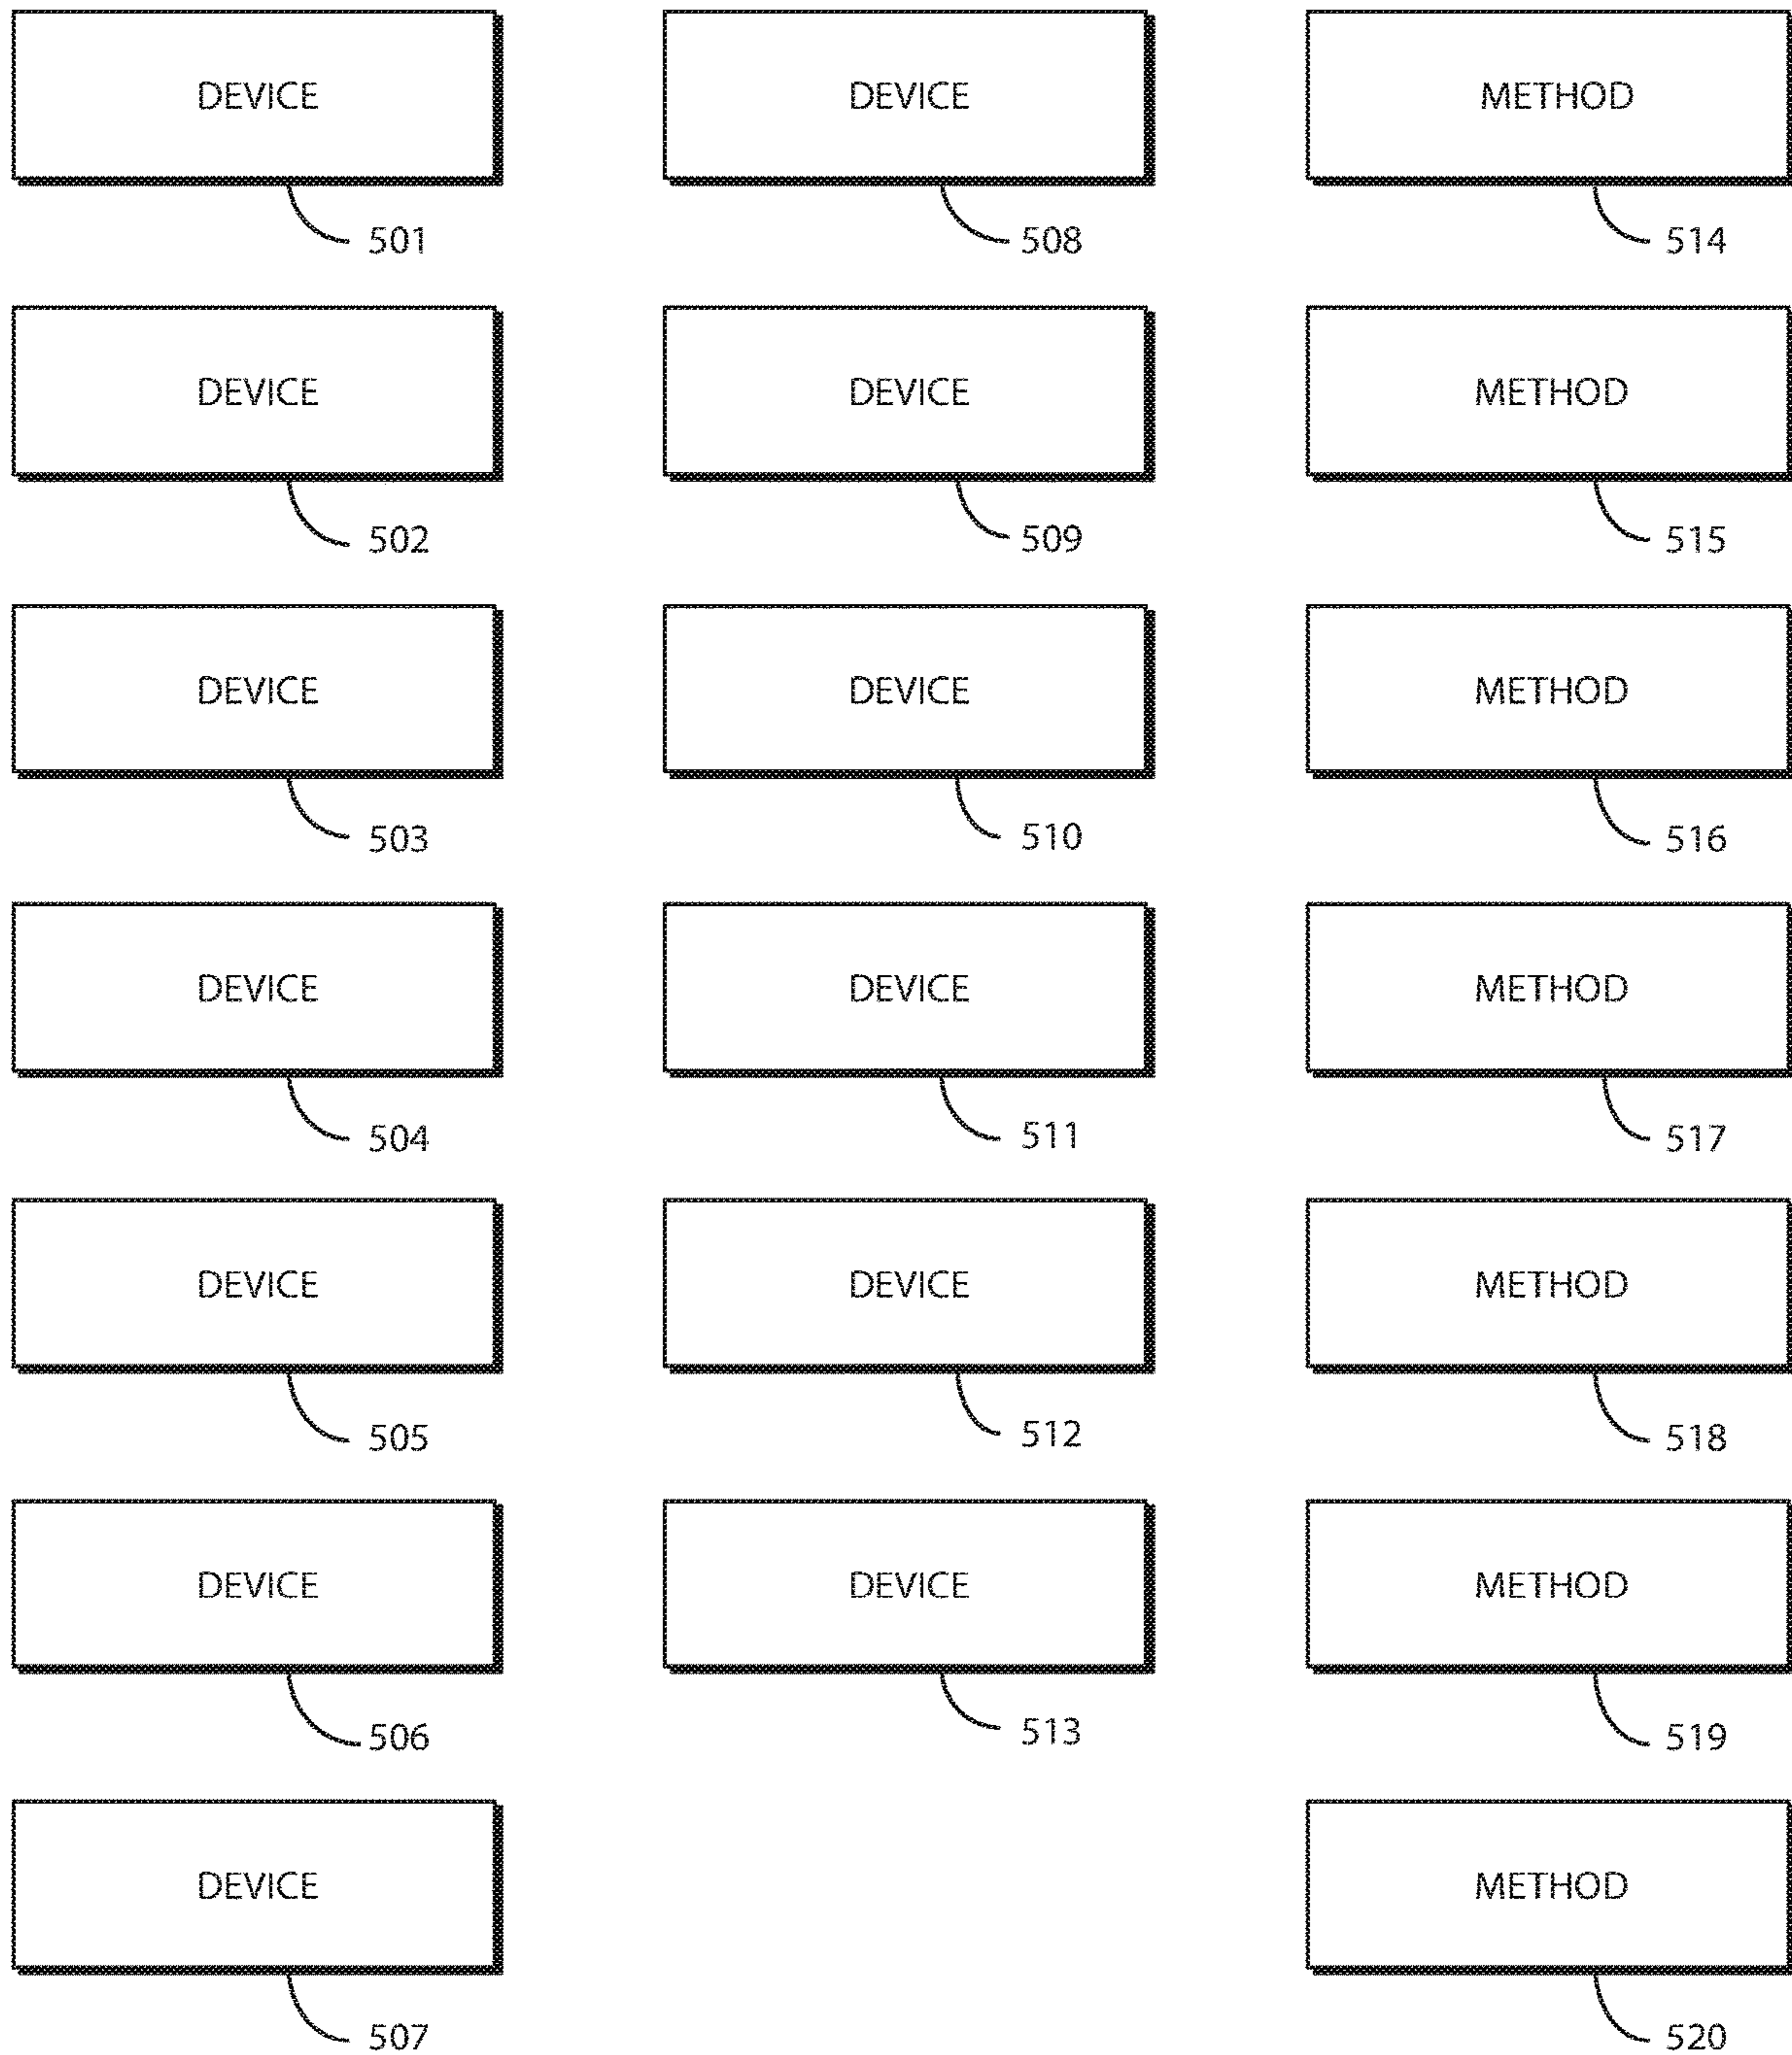 DEVICE
DEVICE
METHOD
501
508
514
DEVICE
DEVICE
METHOD
502
509
515
DEVICE
DEVICE
METHOD
503
510
516
DEVICE
DEVICE
METHOD
504
511
517
DEVICE
DEVICE
METHOD
505
512
518
DEVICE
DEVICE
METHOD
506
513
519
DEVICE
METHOD
507
520